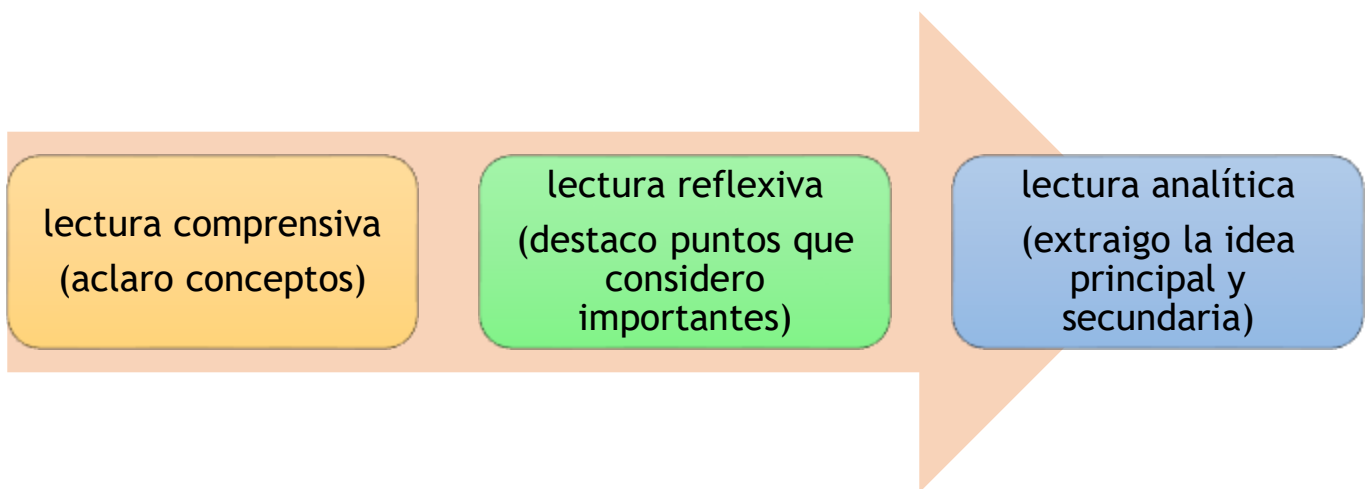 lectura comprensiva
(aclaro conceptos)
lectura reflexiva
(destaco puntos que
considero
importantes)
lectura analítica
(extraigo la idea
principal y
secundaria)